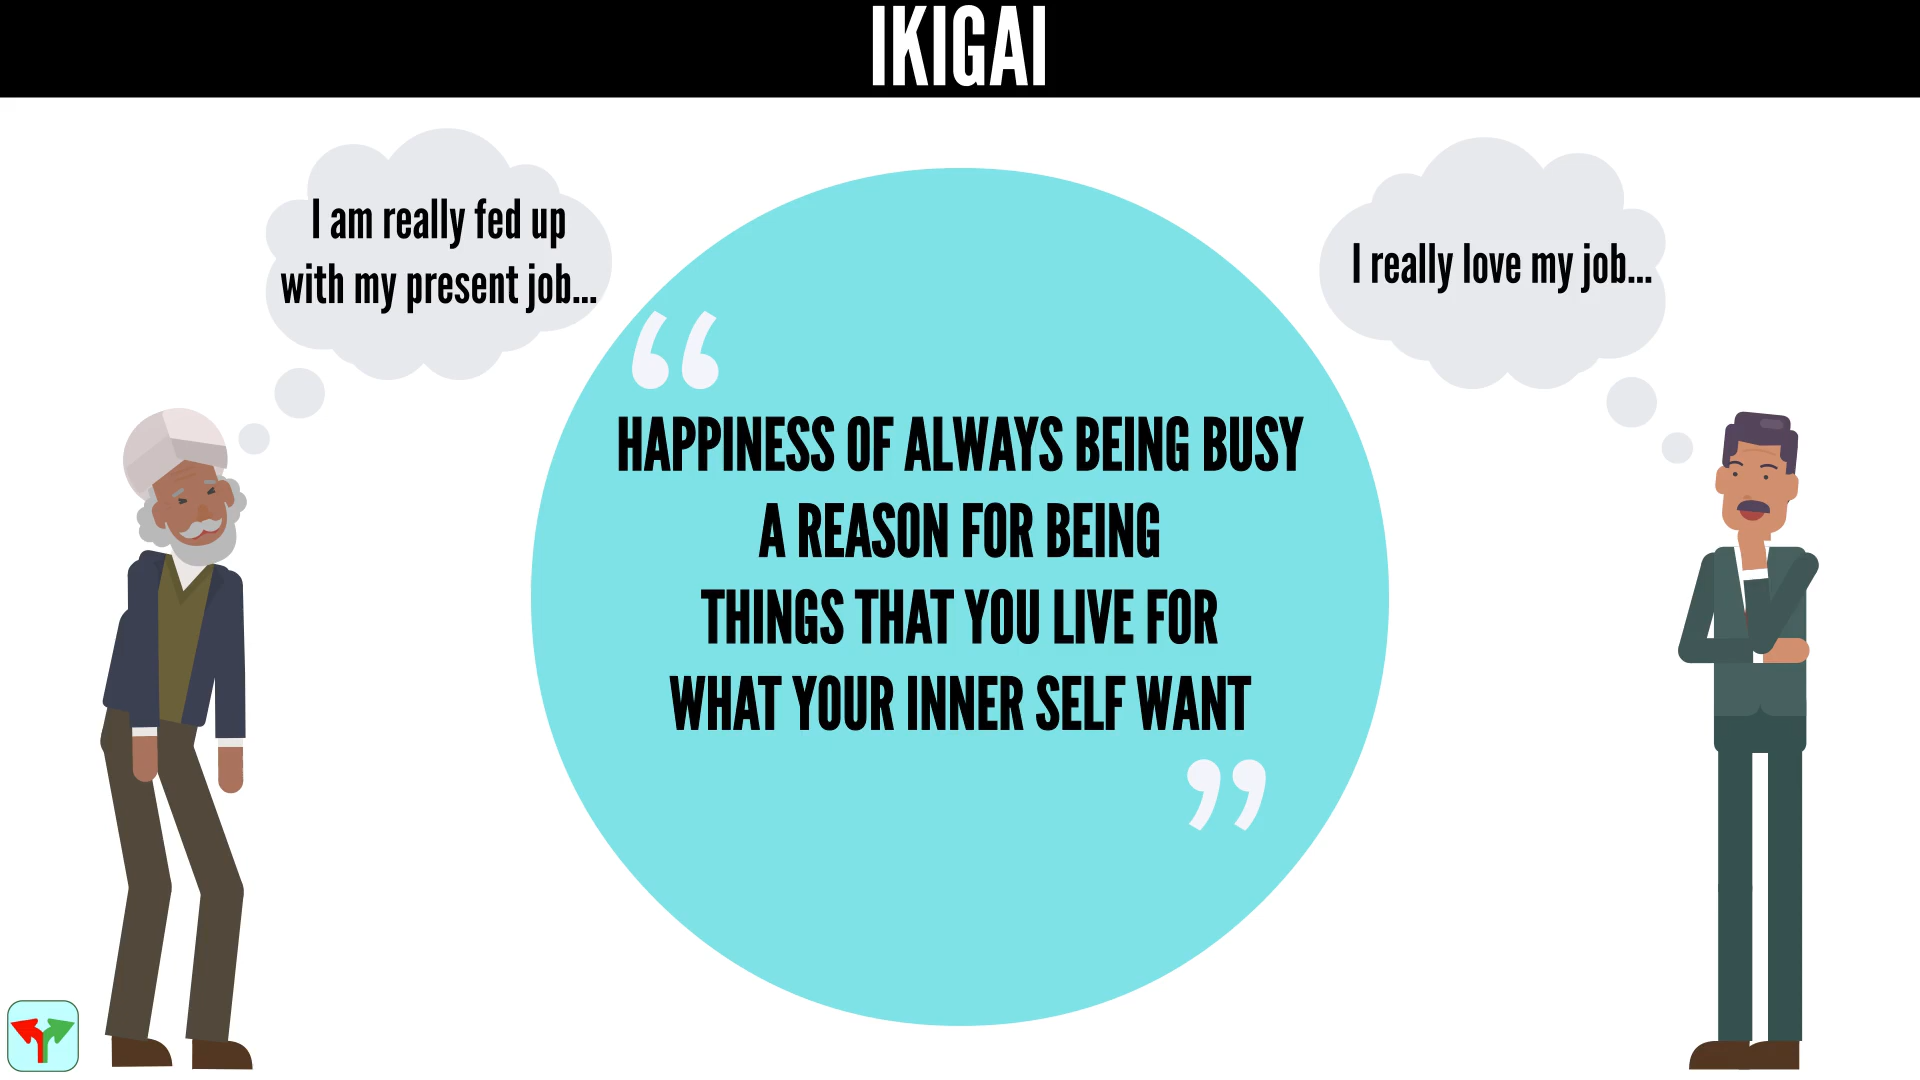 IKIGAI
I am really fed up
with my present job...
I really love my job...
“
HAPPINESS OF ALWAYS BEING BUSY
A REASON FOR BEING
THINGS THAT YOU LIVE FOR
WHAT YOUR INNER SELF WANT
”